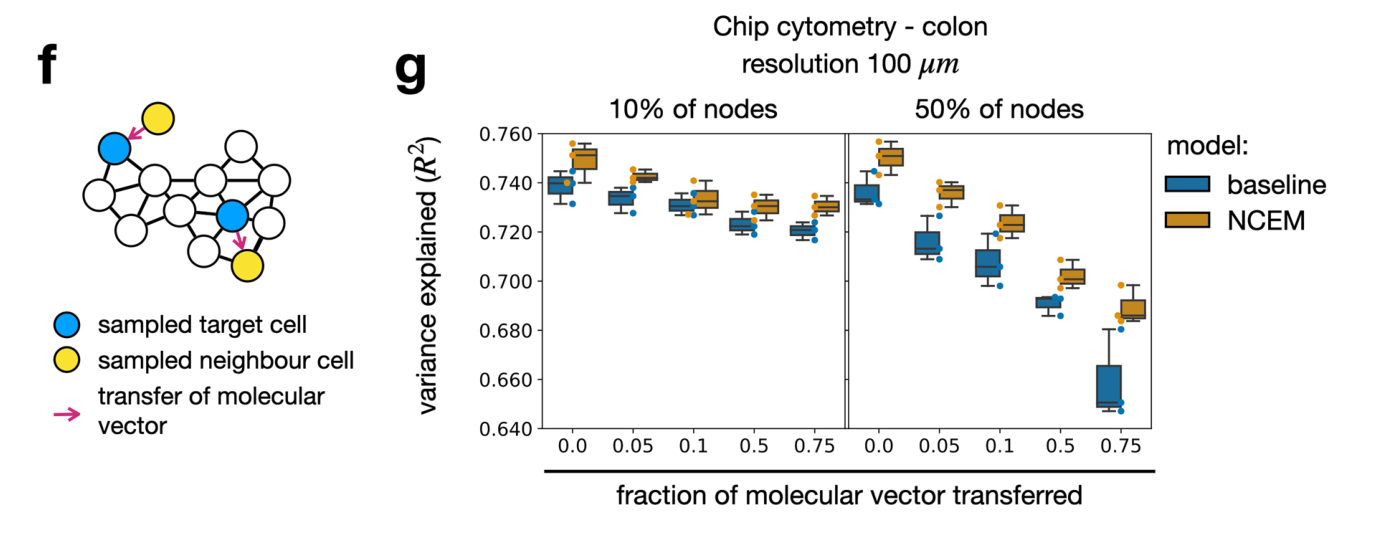 f
sampled target cell
sampled neighbour cell
transfer of molecular
vector
g
Chip cytometry - colon
resolution 100 μm
10% of nodes
50% of nodes
variance explained (R²)
0.760
0.740
0.720
0.700
0.680
0.660
0.640
0.0 0.05 0.1 0.5 0.75
0.0 0.05 0.1 0.5 0.75
fraction of molecular vector transferred
model:
baseline
NCEM